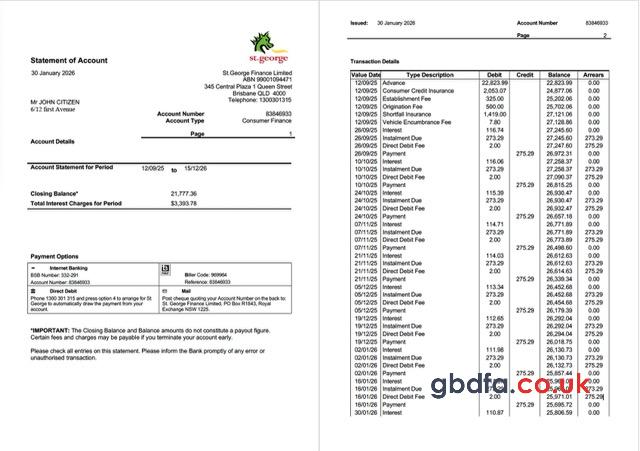 Statement of Account
30 January 2026
st.george
St.George Finance Limited
ABN 99001094471
345 Central Plaza 1 Queen Street
Brisbane QLD 4000
Telephone: 1300301315
Mr JOHN CITIZEN
6/12 first Avenue
Account Number 83846933
Account Type Consumer Finance
Page 1
Account Details
Account Statement for Period 12/09/25 to 15/12/26
Closing Balance* 21,777.36
Total Interest Charges for Period $3,393.78
Payment Options
Internet Banking
BSB Number: 332-291
Account Number: 83846933
Biller Code: 969964
Reference: 83846933
Direct Debit
Phone 1300 301 315 and press option 4 to arrange for St
George to automatically draw the payment from your
account.
Mail
Post cheque quoting your Account Number on the back to:
St. George Finance Limited, PO Box R1843, Royal
Exchange NSW 1225.
*IMPORTANT: The Closing Balance and Balance amounts do not constitute a payout figure.
Certain fees and charges may be payable if you terminate your account early.
Please check all entries on this statement. Please inform the Bank promptly of any error or
unauthorised transaction.
Issued: 30 January 2026 Account Number 83846933
Page 2
Transaction Details
Value Date Type Description Debit Credit Balance Arrears
12/09/25 Advance 22,823.99 22,823.99 0.00
12/09/25 Consumer Credit Insurance 2,053.07 24,877.06 0.00
12/09/25 Establishment Fee 325.00 25,202.06 0.00
12/09/25 Origination Fee 500.00 25,702.06 0.00
12/09/25 Shortfall Insurance 1,419.00 27,121.06 0.00
12/09/25 Vehicle Encumbrance Fee 7.80 27,128.86 0.00
26/09/25 Interest 116.74 27,245.60 0.00
26/09/25 Instalment Due 273.29 27,245.60 273.29
26/09/25 Direct Debit Fee 2.00 27,247.60 275.29
26/09/25 Payment 275.29 26,972.31 0.00
10/10/25 Interest 116.06 27,258.37 0.00
10/10/25 Instalment Due 273.29 27,258.37 273.29
10/10/25 Direct Debit Fee 2.00 27,090.37 275.29
10/10/25 Payment 275.29 26,815.25 0.00
24/10/25 Interest 115.39 26,930.47 0.00
24/10/25 Instalment Due 273.29 26,930.47 273.29
24/10/25 Direct Debit Fee 2.00 26,932.47 275.29
24/10/25 Payment 275.29 26,657.18 0.00
07/11/25 Interest 114.71 26,771.89 0.00
07/11/25 Instalment Due 273.29 26,771.89 273.29
07/11/25 Direct Debit Fee 2.00 26,773.89 275.29
07/11/25 Payment 275.29 26,498.60 0.00
21/11/25 Interest 114.03 26,612.63 0.00
21/11/25 Instalment Due 273.29 26,612.63 273.29
21/11/25 Direct Debit Fee 2.00 26,614.63 275.29
21/11/25 Payment 275.29 26,339.34 0.00
05/12/25 Interest 113.34 26,452.68 0.00
05/12/25 Instalment Due 273.29 26,452.68 273.29
05/12/25 Direct Debit Fee 2.00 26,454.68 275.29
05/12/25 Payment 275.29 26,179.39 0.00
19/12/25 Interest 112.65 26,292.04 0.00
19/12/25 Instalment Due 273.29 26,292.04 273.29
19/12/25 Direct Debit Fee 2.00 26,294.04 275.29
19/12/25 Payment 275.29 26,018.75 0.00
02/01/26 Interest 111.98 26,130.73 0.00
02/01/26 Instalment Due 273.29 26,130.73 273.29
02/01/26 Direct Debit Fee 2.00 26,132.73 275.29
02/01/26 Payment 275.29 25,857.44 0.00
16/01/26 Interest 0.00
16/01/26 Instalment Due 273.29
16/01/26 Direct Debit Fee 2.00 25,971.01 275.29
16/01/26 Payment 275.29 25,695.72 0.00
30/01/26 Interest 110.87 25,806.59 0.00
gbdfa.co.uk